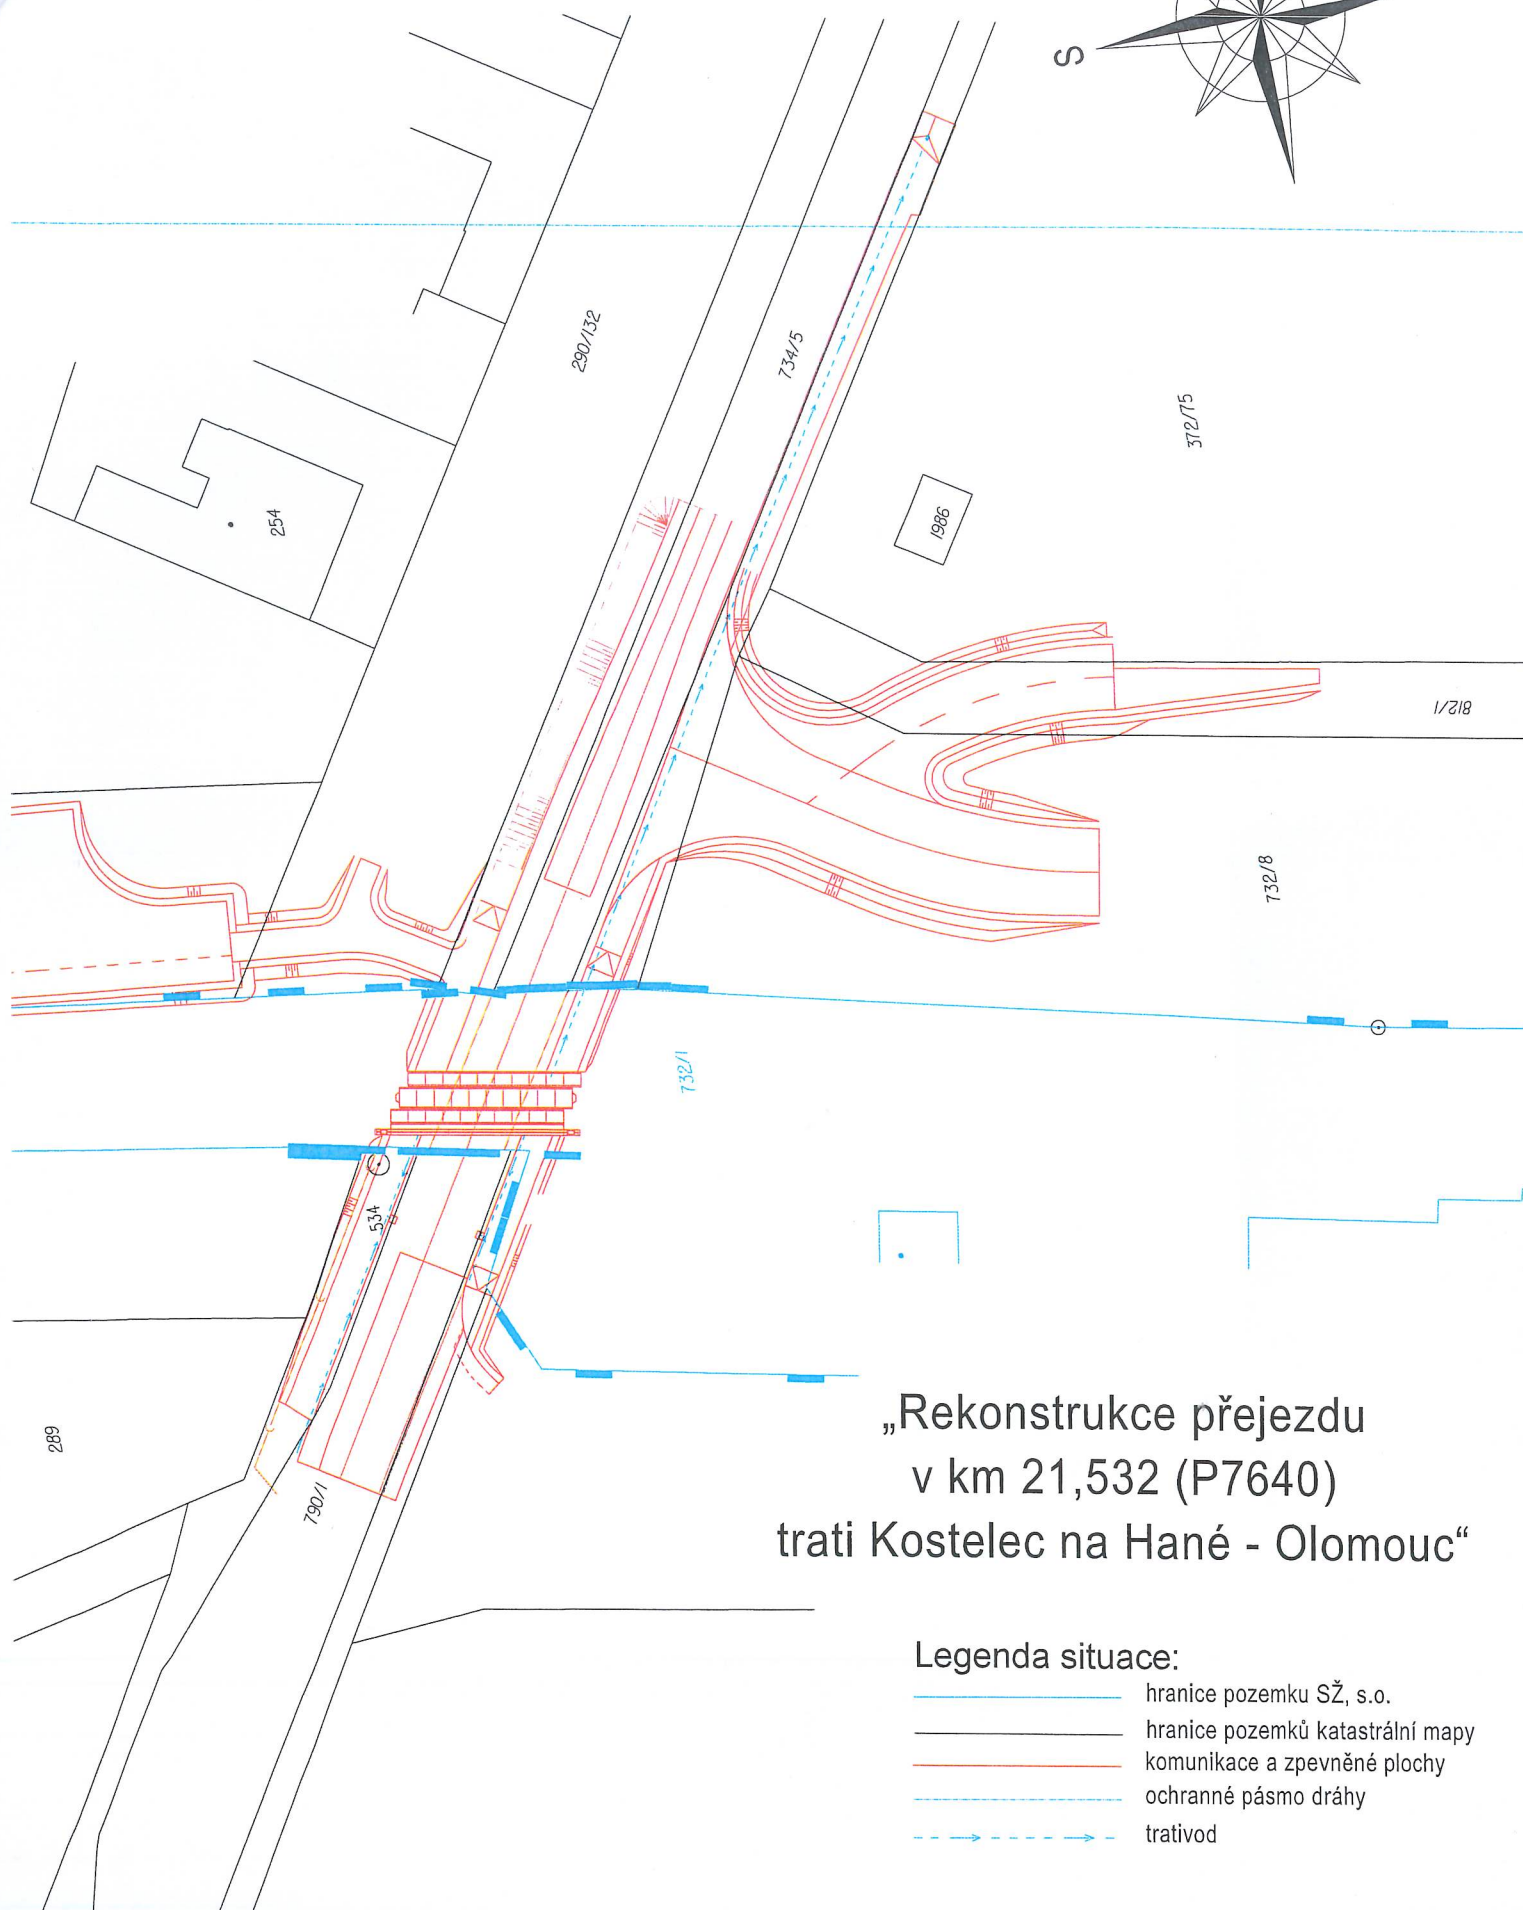 S
290/132
734/5
372/75
254
1986
812/1
732/8
732/1
534
289
790/1
„Rekonstrukce přejezdu
v km 21,532 (P7640)
trati Kostelec na Hané - Olomouc“
Legenda situace:
hranice pozemku SŽ, s.o.
hranice pozemků katastrální mapy
komunikace a zpevněné plochy
ochranné pásmo dráhy
trativod